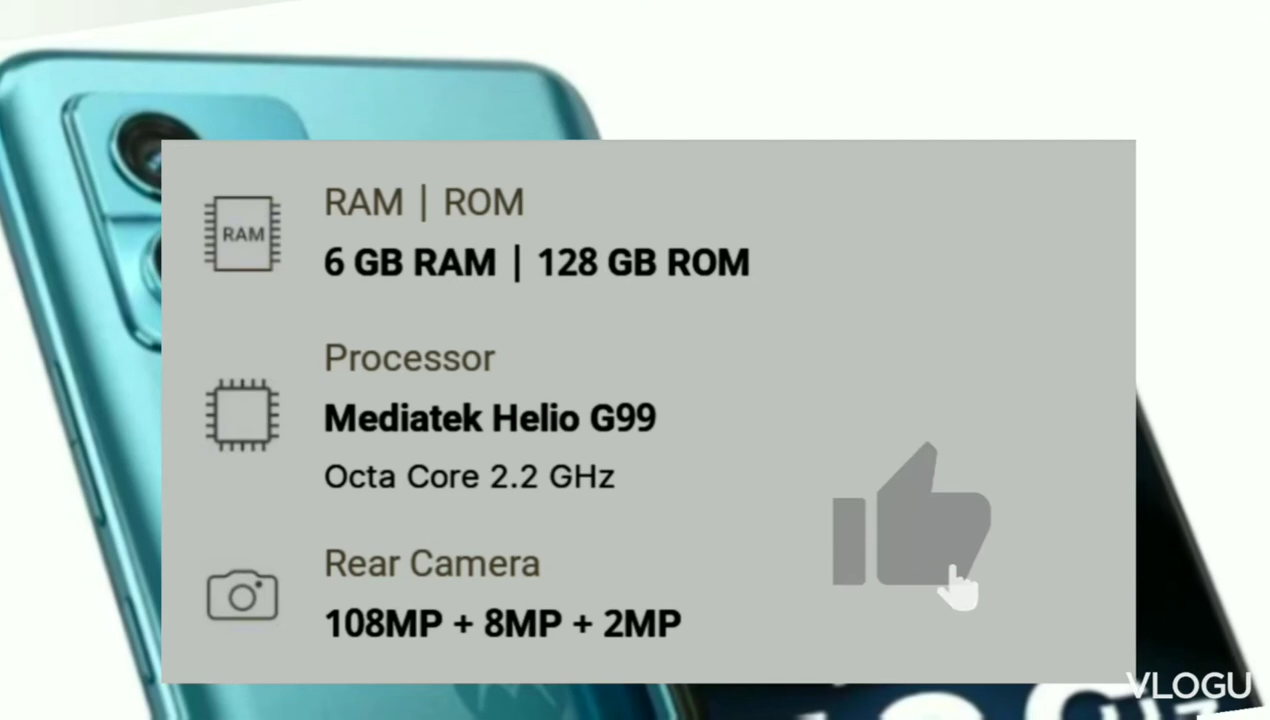 RAM | ROM
RAM
6 GB RAM | 128 GB ROM
Processor
Mediatek Helio G99
Octa Core 2.2 GHz
Rear Camera
108MP + 8MP + 2MP
VLOGU